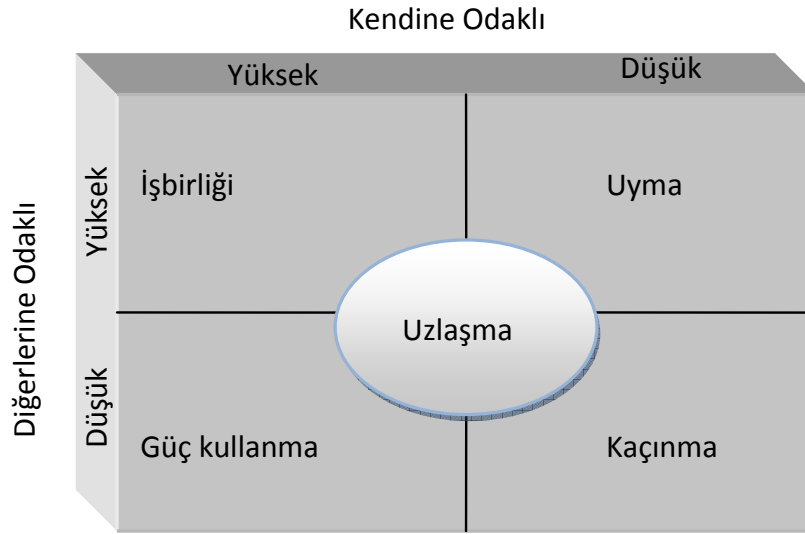 Kendine Odaklı
Yüksek
Düşük
Diğerlerine Odaklı
Yüksek
İşbirliği
Uyma
Uzlaşma
Düşük
Güç kullanma
Kaçınma